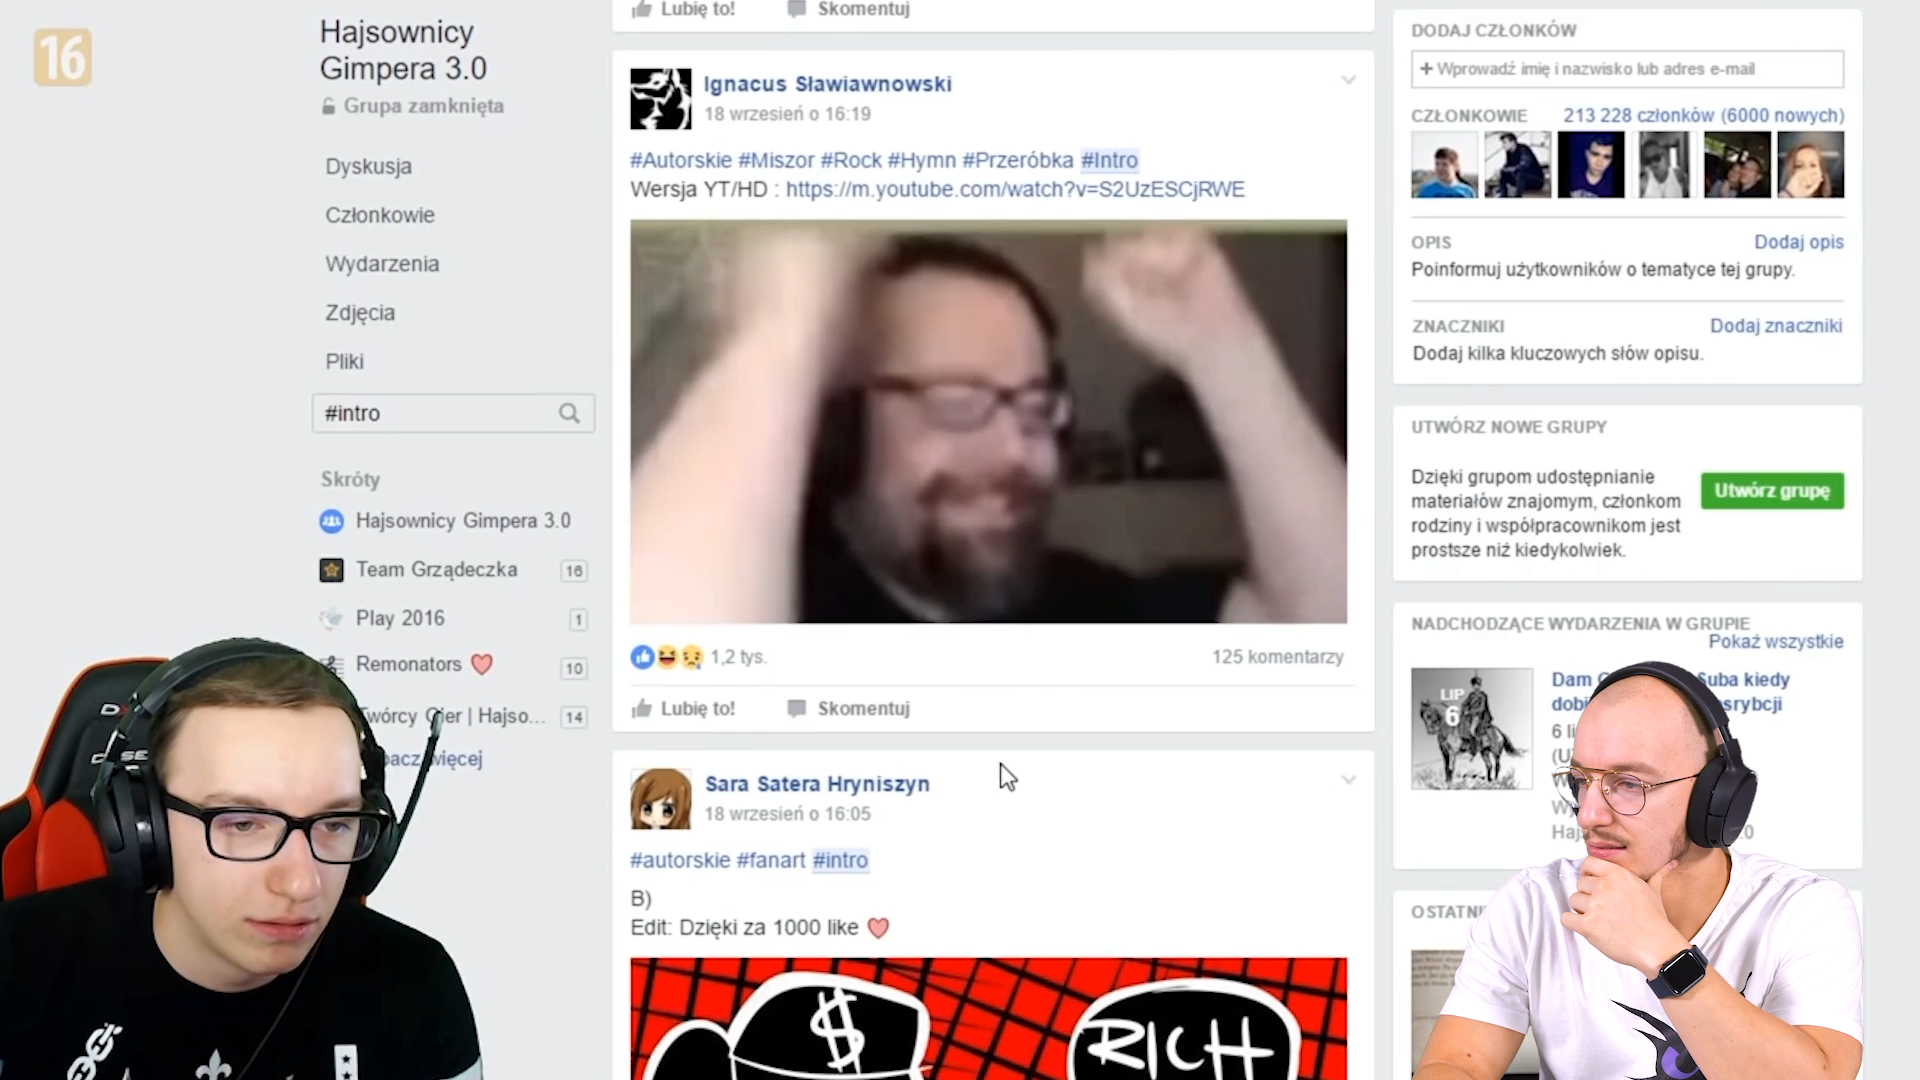 16
Hajsownicy
Gimpera 3.0
Grupa zamknięta
Dyskusja
Członkowie
Wydarzenia
Zdjęcia
Pliki
#intro
Skróty
Hajsownicy Gimpera 3.0
Team Grządeczka 16
Play 2016 1
Remonators 10
Twórcy Gier | Hajso... 14
więcej
Lubię to! Skomentuj
Ignacus Sławiawnowski
18 wrzesień o 16:19
#Autorskie #Miszor #Rock #Hymn #Przeróbka #Intro
Wersja YT/HD : https://m.youtube.com/watch?v=S2UzESCjRWE
1,2 tys. 125 komentarzy
Lubię to! Skomentuj
Sara Satera Hryniszyn
18 wrzesień o 16:05
#autorskie #fanart #intro
B)
Edit: Dzięki za 1000 like
$
RICH
DODAJ CZŁONKÓW
+ Wprowadź imię i nazwisko lub adres e-mail
CZŁONKOWIE 213 228 członków (6000 nowych)
OPIS Dodaj opis
Poinformuj użytkowników o tematyce tej grupy.
ZNACZNIKI Dodaj znaczniki
Dodaj kilka kluczowych słów opisu.
UTWÓRZ NOWE GRUPY
Dzięki grupom udostępnianie
materiałów znajomym, członkom
rodziny i współpracownikom jest
prostsze niż kiedykolwiek.
Utwórz grupę
NADCHODZĄCE WYDARZENIA W GRUPIE
Pokaż wszystkie
LIP
6
Dam Suba kiedy